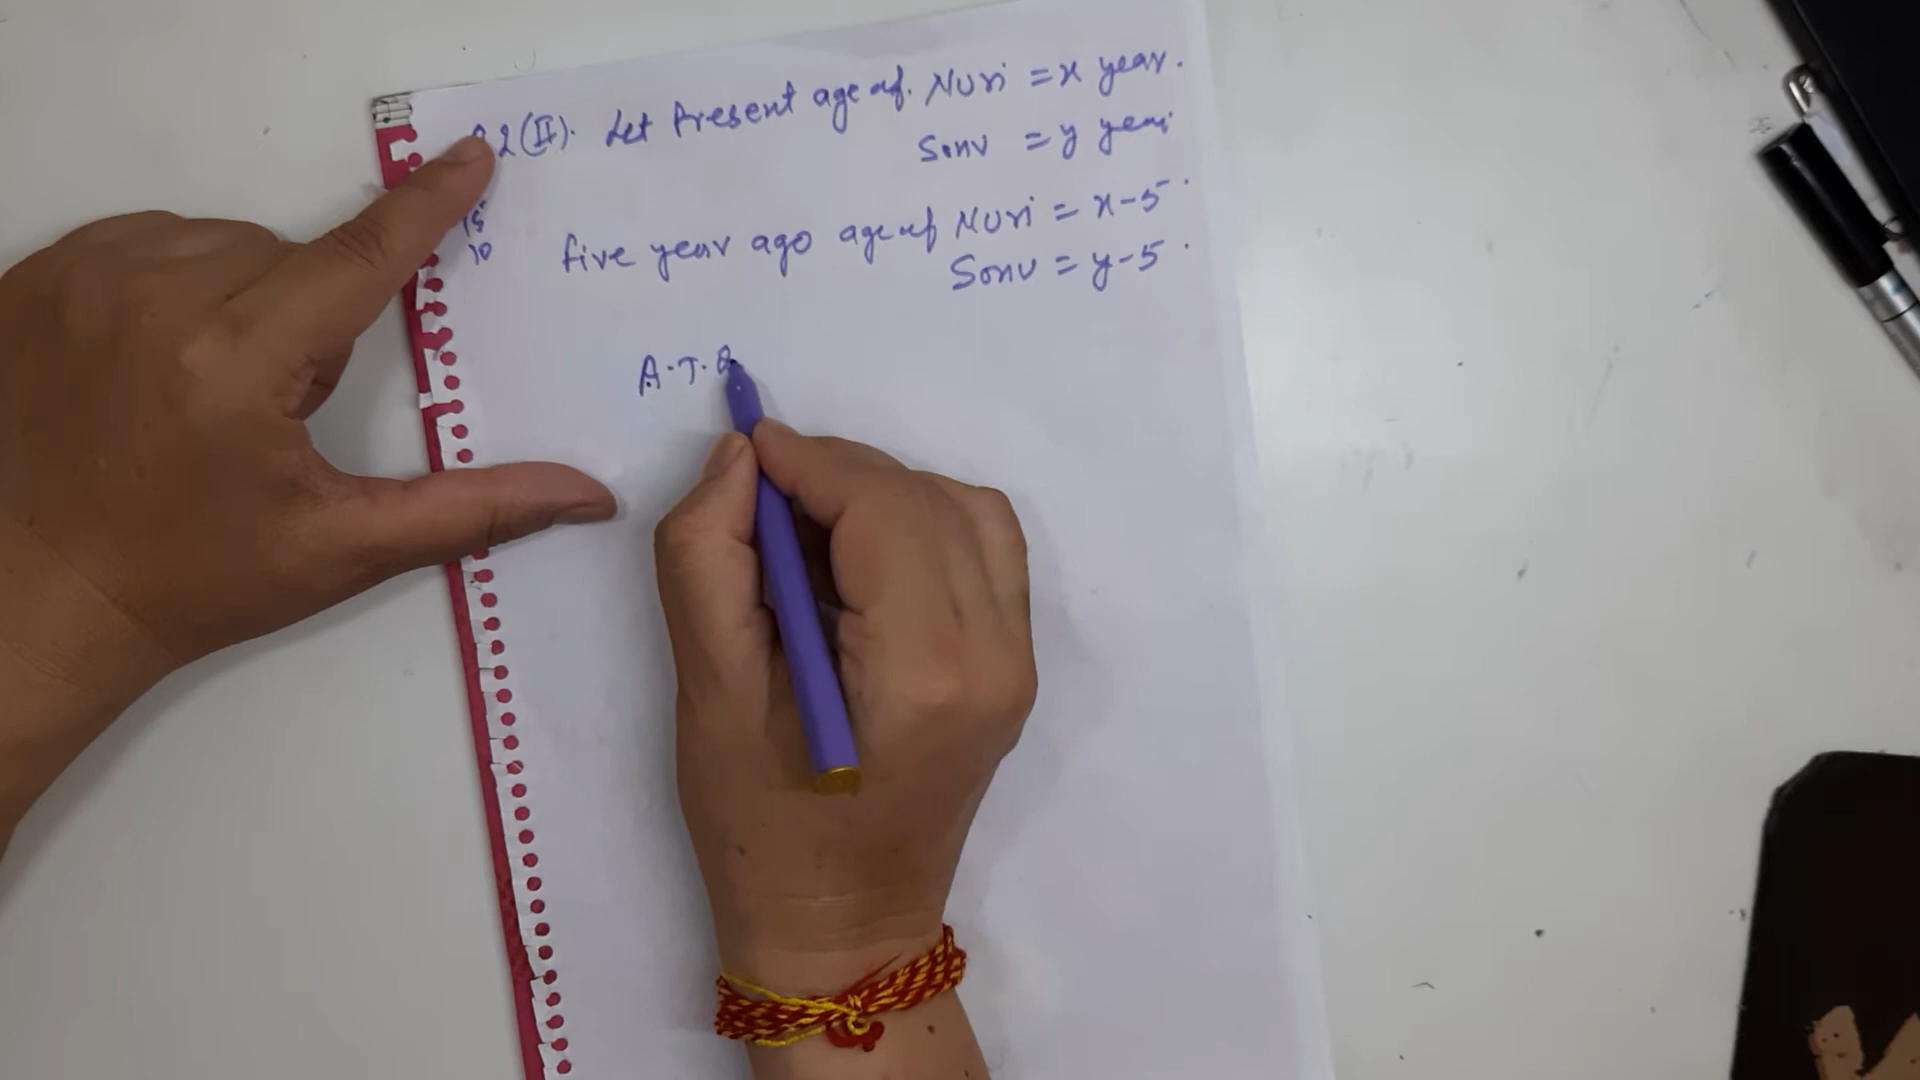 Q 2 (II). Let Present age of. Nuri = x year.
Sonu = y year
15
10
five year ago age of Nuri = x-5
Sonu = y-5
A.T.Q